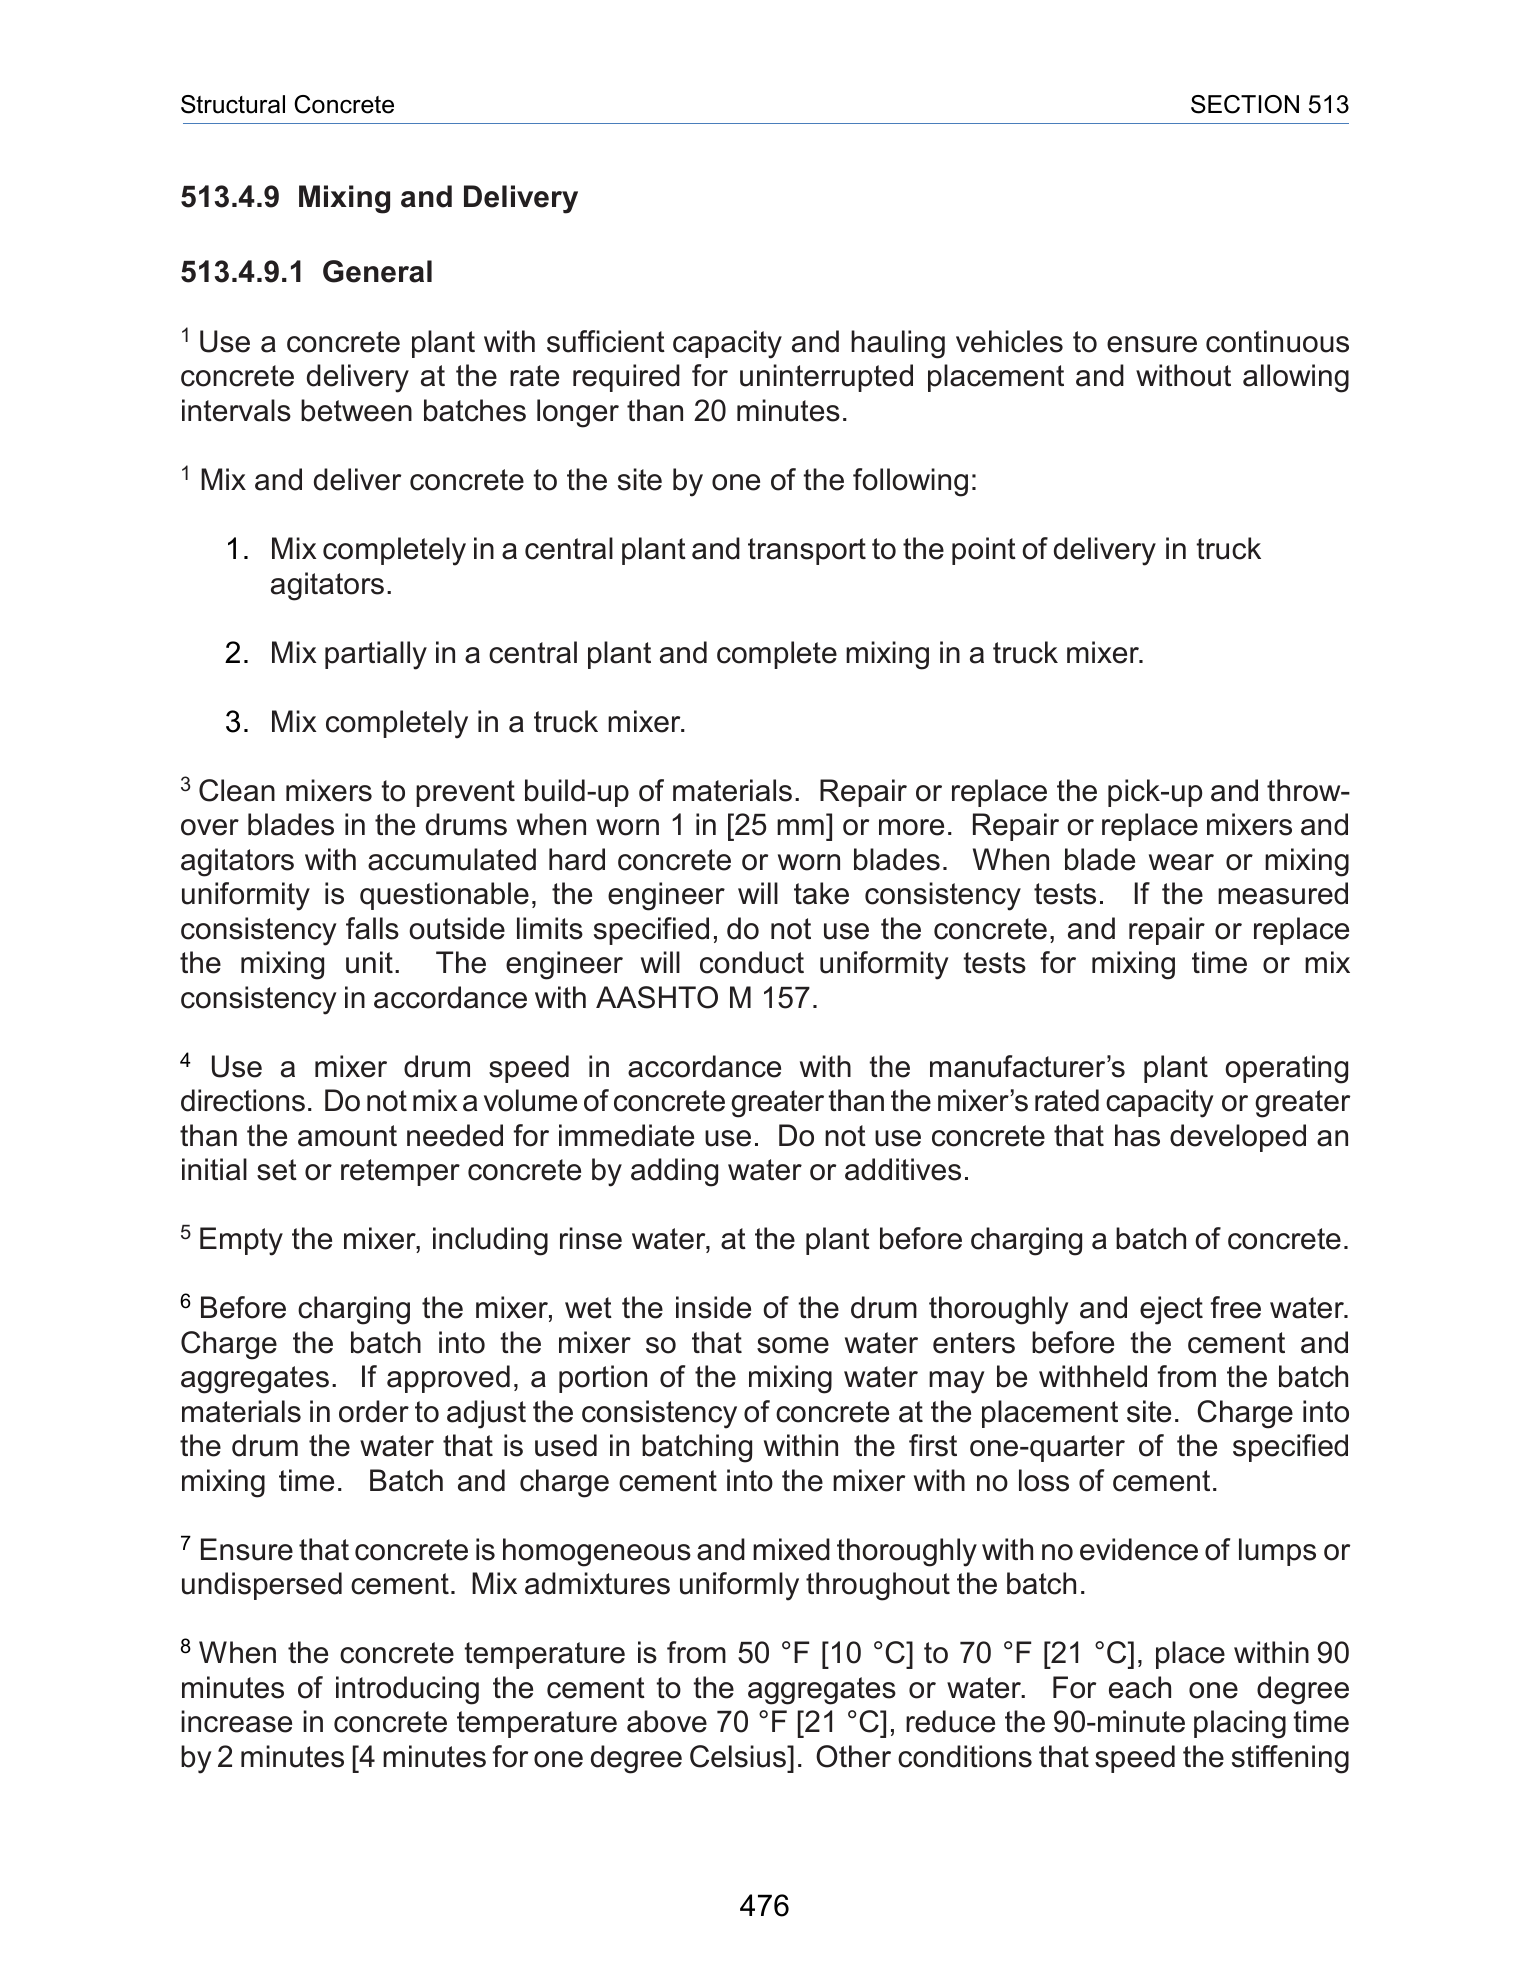 Structural Concrete SECTION 513
513.4.9 Mixing and Delivery
513.4.9.1 General
1 Use a concrete plant with sufficient capacity and hauling vehicles to ensure continuous
concrete delivery at the rate required for uninterrupted placement and without allowing
intervals between batches longer than 20 minutes.
1 Mix and deliver concrete to the site by one of the following:
1. Mix completely in a central plant and transport to the point of delivery in truck
agitators.
2. Mix partially in a central plant and complete mixing in a truck mixer.
3. Mix completely in a truck mixer.
3 Clean mixers to prevent build-up of materials. Repair or replace the pick-up and throw-
over blades in the drums when worn 1 in [25 mm] or more. Repair or replace mixers and
agitators with accumulated hard concrete or worn blades. When blade wear or mixing
uniformity is questionable, the engineer will take consistency tests. If the measured
consistency falls outside limits specified, do not use the concrete, and repair or replace
the mixing unit. The engineer will conduct uniformity tests for mixing time or mix
consistency in accordance with AASHTO M 157.
4 Use a mixer drum speed in accordance with the manufacturer’s plant operating
directions. Do not mix a volume of concrete greater than the mixer’s rated capacity or greater
than the amount needed for immediate use. Do not use concrete that has developed an
initial set or retemper concrete by adding water or additives.
5 Empty the mixer, including rinse water, at the plant before charging a batch of concrete.
6 Before charging the mixer, wet the inside of the drum thoroughly and eject free water.
Charge the batch into the mixer so that some water enters before the cement and
aggregates. If approved, a portion of the mixing water may be withheld from the batch
materials in order to adjust the consistency of concrete at the placement site. Charge into
the drum the water that is used in batching within the first one-quarter of the specified
mixing time. Batch and charge cement into the mixer with no loss of cement.
7 Ensure that concrete is homogeneous and mixed thoroughly with no evidence of lumps or
undispersed cement. Mix admixtures uniformly throughout the batch.
8 When the concrete temperature is from 50 °F [10 °C] to 70 °F [21 °C], place within 90
minutes of introducing the cement to the aggregates or water. For each one degree
increase in concrete temperature above 70 °F [21 °C], reduce the 90-minute placing time
by 2 minutes [4 minutes for one degree Celsius]. Other conditions that speed the stiffening
476